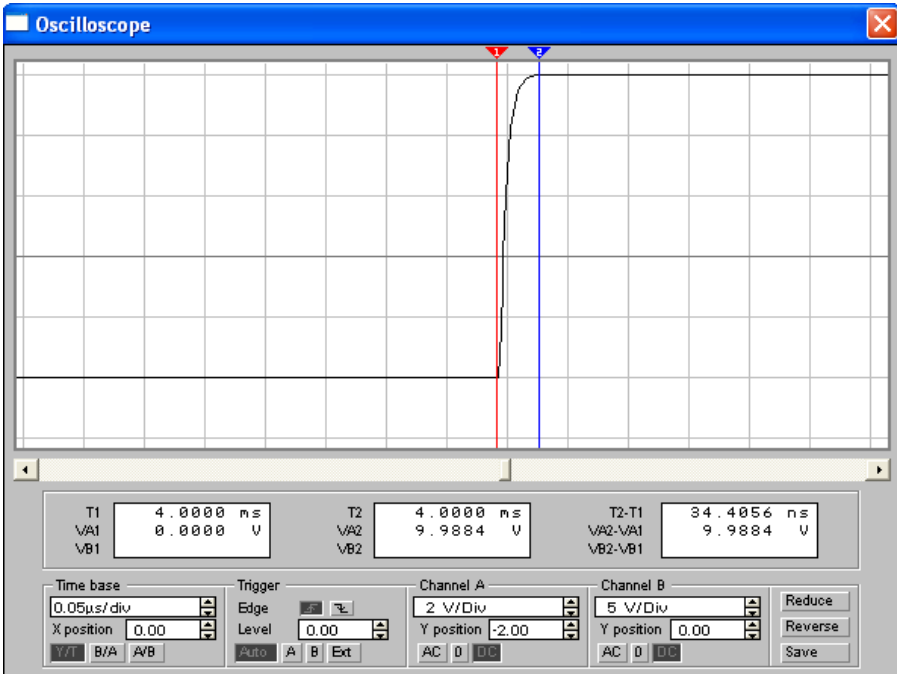 Oscilloscope
1 2
T1 4.0000 ms T2 4.0000 ms T2-T1 34.4056 ns
VA1 0.0000 V VA2 9.9884 V VA2-VA1 9.9884 V
VB1 VB2 VB2-VB1
Time base Trigger Channel A Channel B
0.05µs/div Edge 2 V/Div 5 V/Div Reduce
X position 0.00 Level 0.00 Y position -2.00 Y position 0.00 Reverse
Y/T B/A A/B Auto A B Ext AC 0 DC AC 0 DC Save